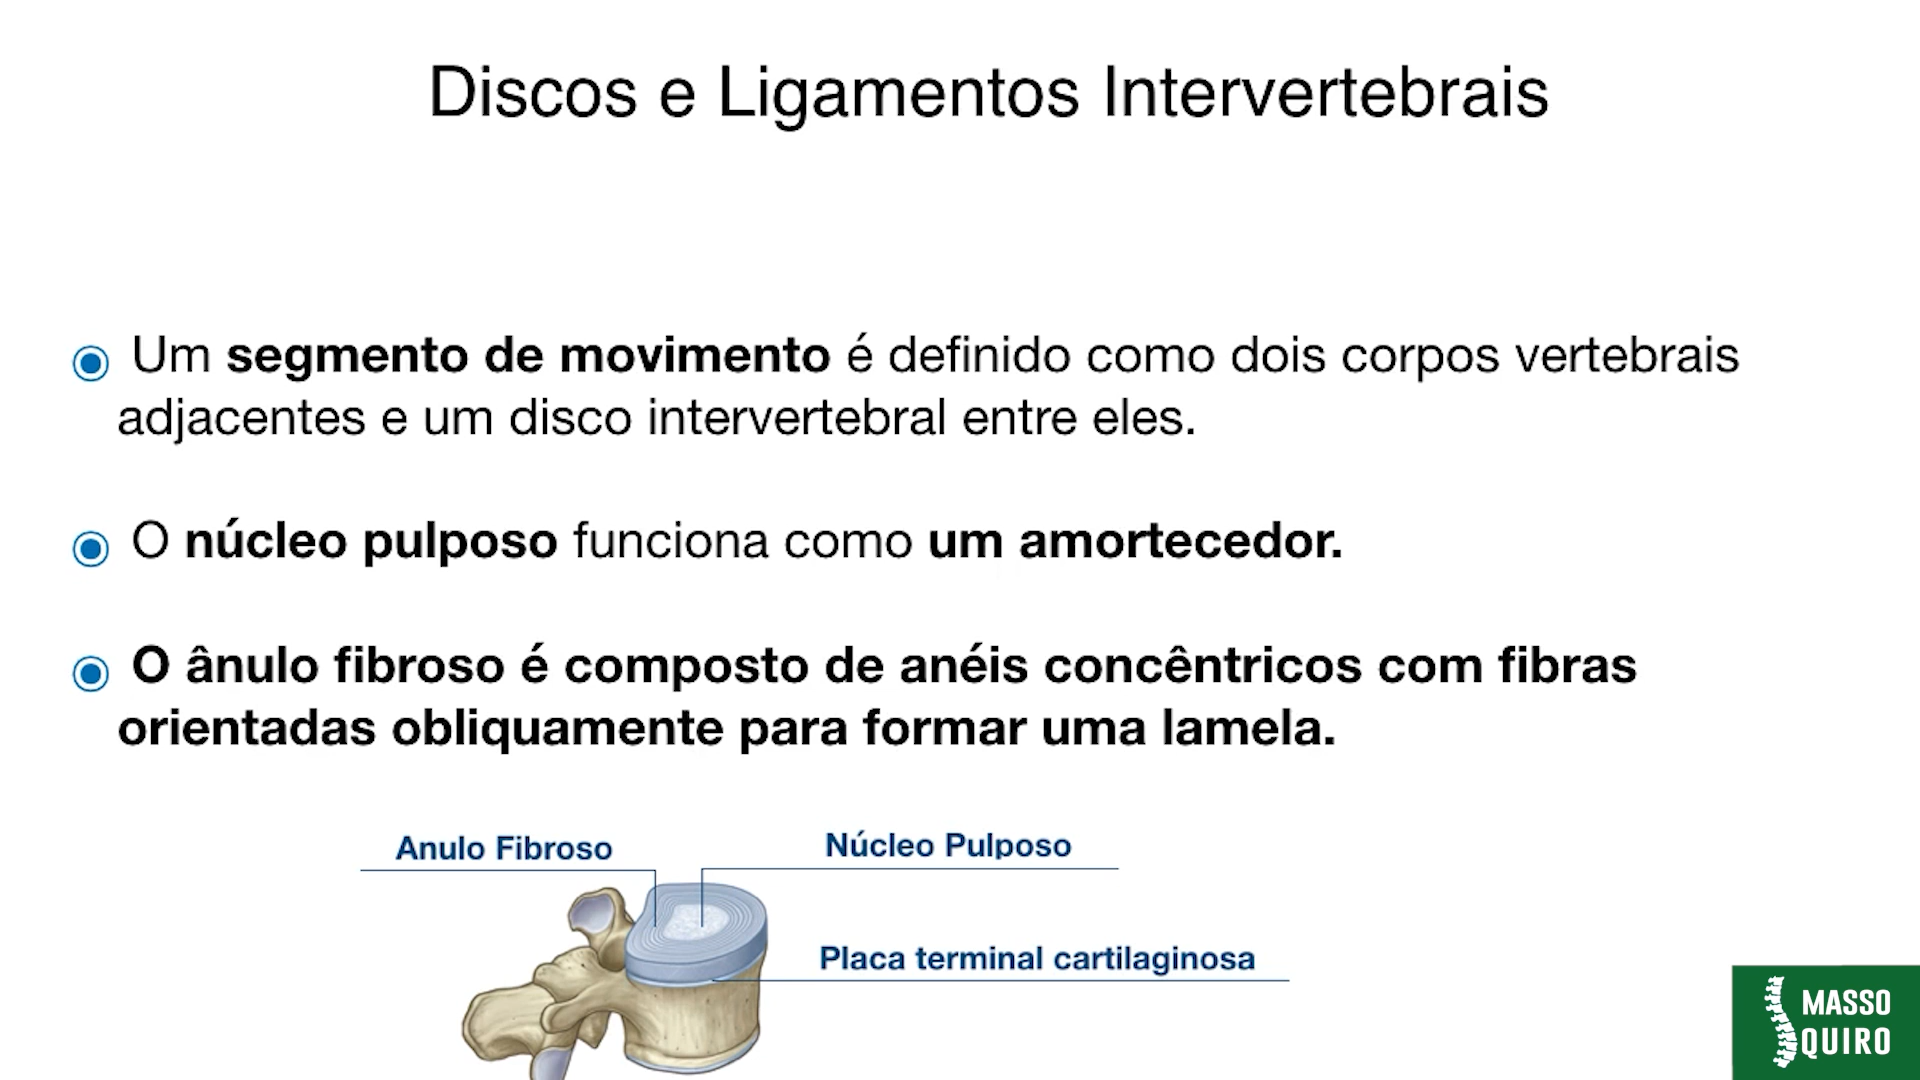 Discos e Ligamentos Intervertebrais
Um segmento de movimento é definido como dois corpos vertebrais
adjacentes e um disco intervertebral entre eles.
O núcleo pulposo funciona como um amortecedor.
O ânulo fibroso é composto de anéis concêntricos com fibras
orientadas obliquamente para formar uma lamela.
Anulo Fibroso
Núcleo Pulposo
Placa terminal cartilaginosa
MASSO
QUIRO